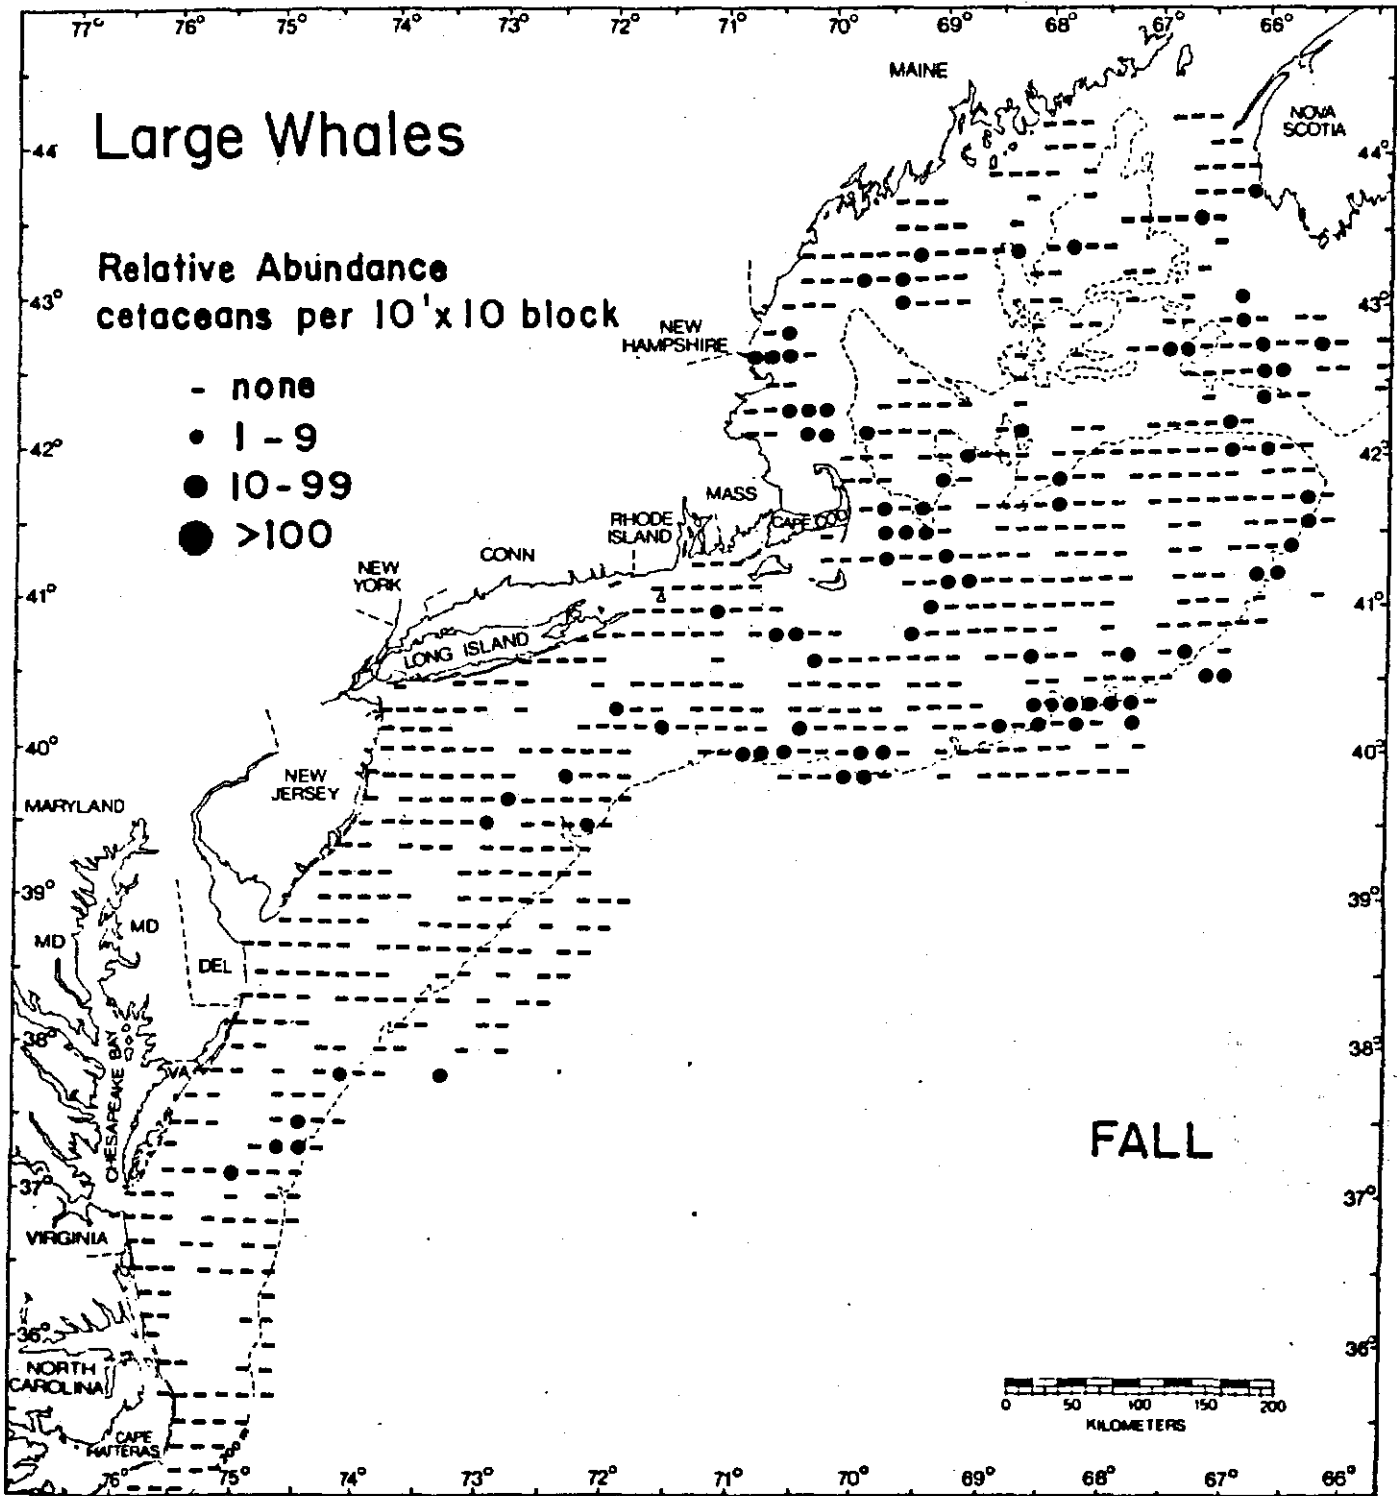 77° 76° 75° 74° 73° 72° 71° 70° 69° 68° 67° 66°
MAINE
NOVA
SCOTIA
Large Whales
44° 44°
Relative Abundance
cetaceans per 10'x10 block
43° 43°
NEW
HAMPSHIRE
- none
1-9
10-99
>100
42° 42°
MASS
RHODE
ISLAND
CAPE COD
CONN
NEW
YORK
41° 41°
LONG ISLAND
40° 40°
NEW
JERSEY
MARYLAND
39° 39°
MD
MD
DEL
38° 38°
CHESAPEAKE BAY
VA
FALL
37° 37°
VIRGINIA
36° 36°
NORTH
CAROLINA
CAPE
HATTERAS
200 m
0 50 100 150 200
KILOMETERS
76° 75° 74° 73° 72° 71° 70° 69° 68° 67° 66°